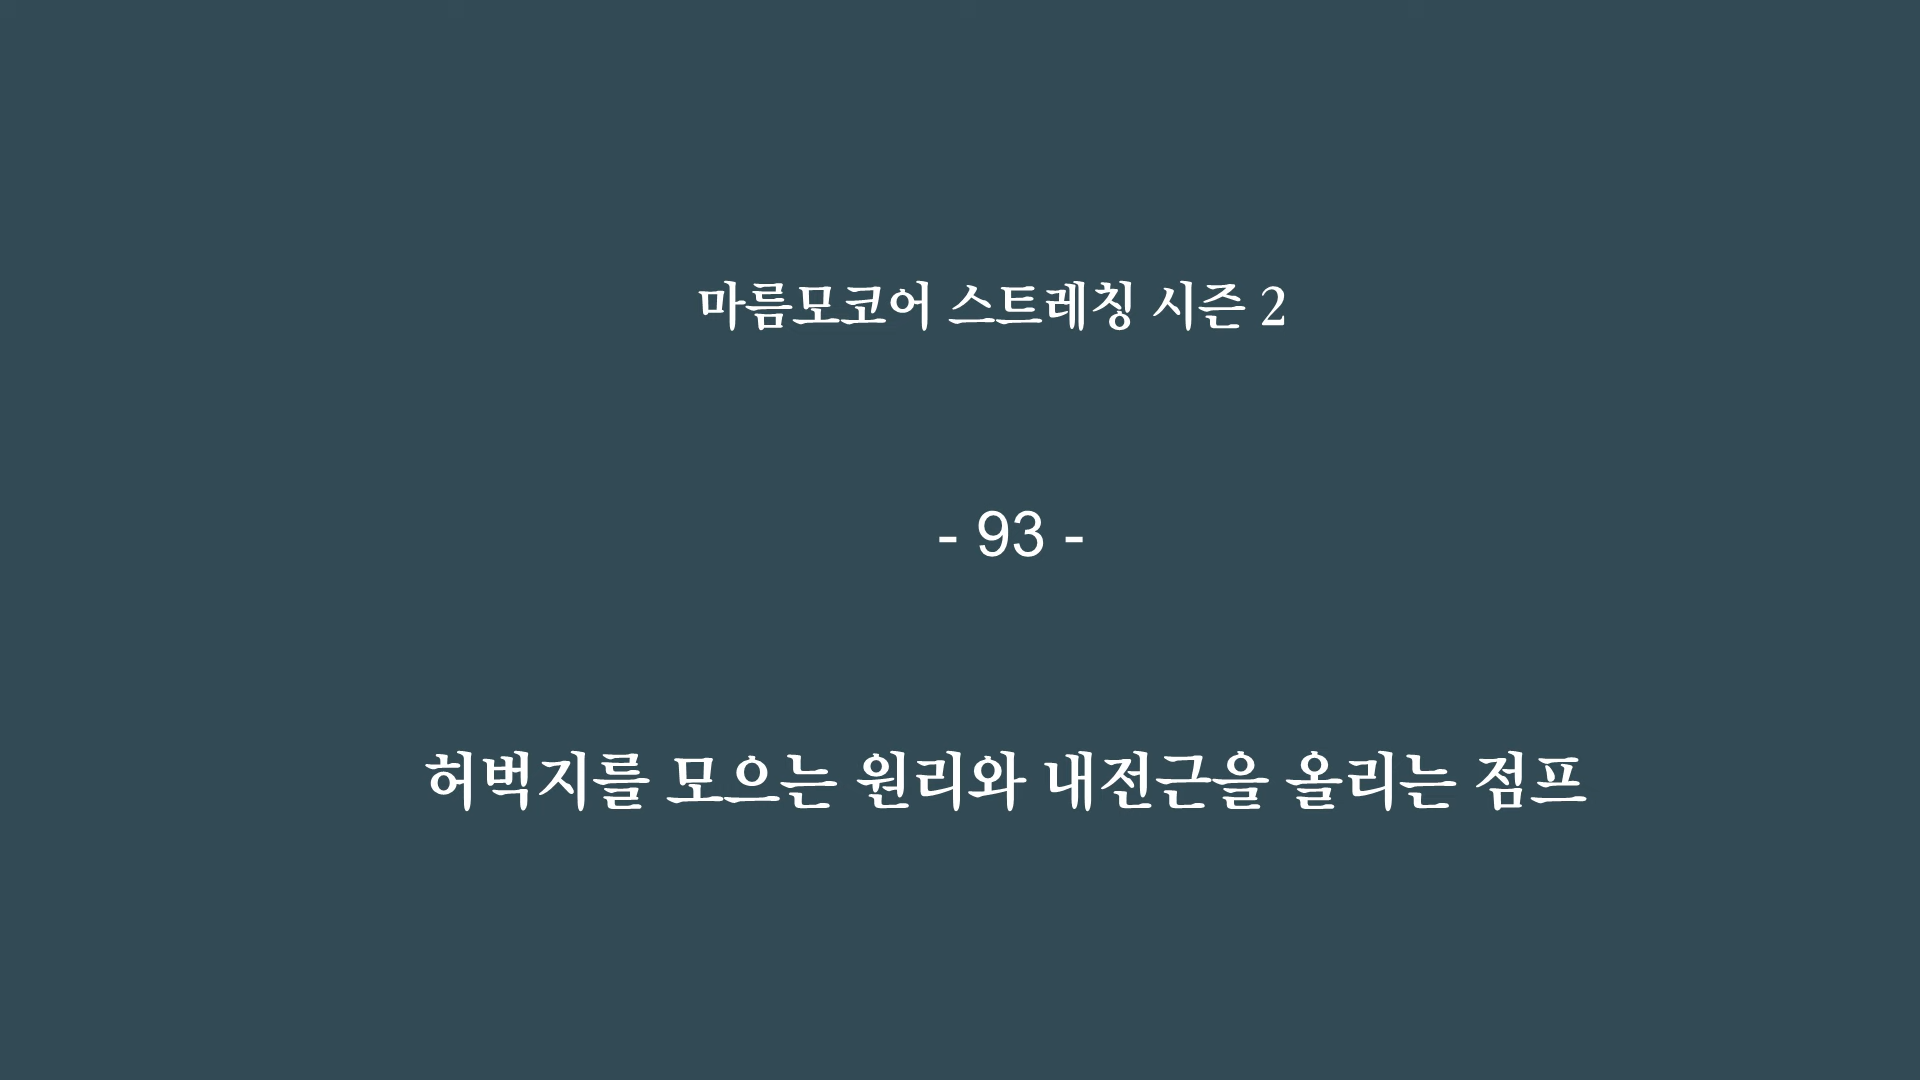 마름모코어 스트레칭 시즌 2
- 93 -
허벅지를 모으는 원리와 내전근을 올리는 점프